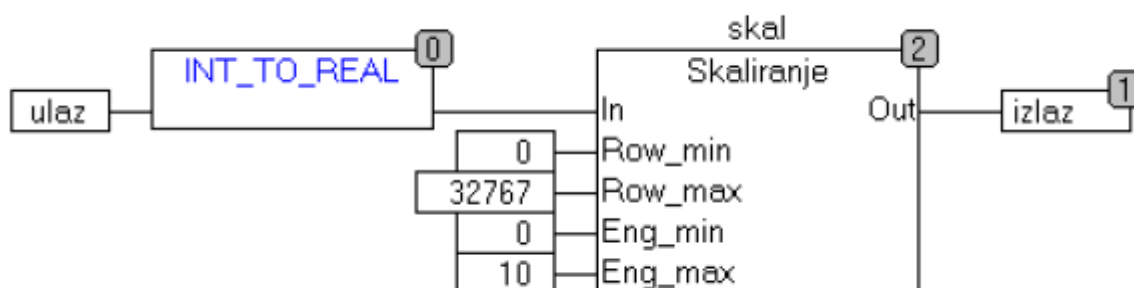 skal
0
2
INT_TO_REAL
Skaliranje
1
ulaz
In
Out
izlaz
0
Row_min
32767
Row_max
0
Eng_min
10
Eng_max